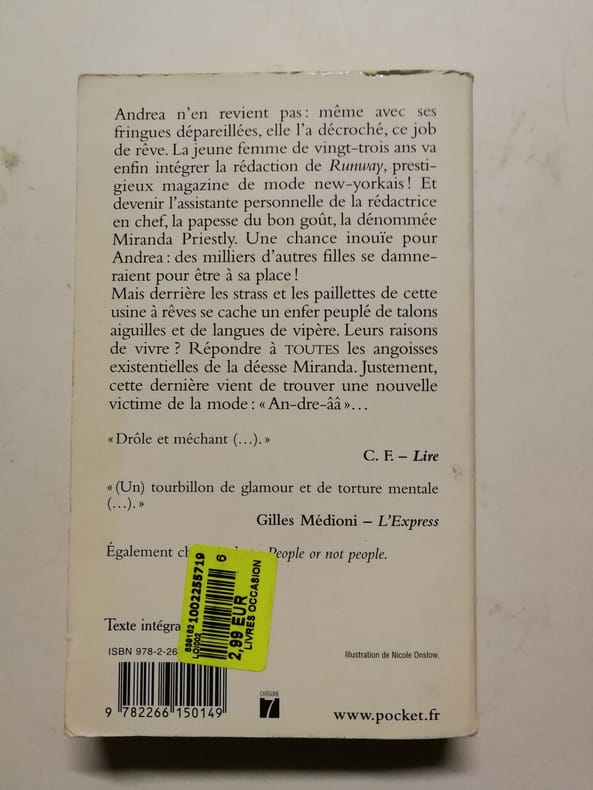 Andrea n'en revient pas : même avec ses
fringues dépareillées, elle l'a décroché, ce job
de rêve. La jeune femme de vingt-trois ans va
enfin intégrer la rédaction de Runway, presti-
gieux magazine de mode new-yorkais ! Et
devenir l'assistante personnelle de la rédactrice
en chef, la papesse du bon goût, la dénommée
Miranda Priestly. Une chance inouïe pour
Andrea : des milliers d'autres filles se damne-
raient pour être à sa place !
Mais derrière les strass et les paillettes de cette
usine à rêves se cache un enfer peuplé de talons
aiguilles et de langues de vipère. Leurs raisons
de vivre ? Répondre à TOUTES les angoisses
existentielles de la déesse Miranda. Justement,
cette dernière vient de trouver une nouvelle
victime de la mode : « An-dre-ââ »...
« Drôle et méchant (...). »
C. F. – Lire
« (Un) tourbillon de glamour et de torture mentale
(...). »
Gilles Médioni – L'Express
Également People or not people.
6
1002255719
839162
LOU02
2,99 EUR
LIVRES OCCASION
Texte
ISBN 978-2-26
Illustration de Nicole Onslow.
9 782266 150149
CATÉGORIE
7
www.pocket.fr